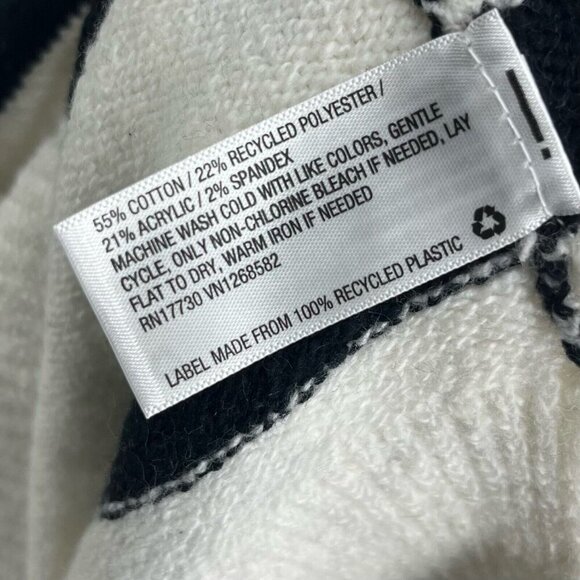 55% COTTON / 22% RECYCLED POLYESTER /
21% ACRYLIC / 2% SPANDEX
MACHINE WASH COLD WITH LIKE COLORS, GENTLE
CYCLE, ONLY NON-CHLORINE BLEACH IF NEEDED, LAY
FLAT TO DRY, WARM IRON IF NEEDED
RN17730 VN1268582
LABEL MADE FROM 100% RECYCLED PLASTIC